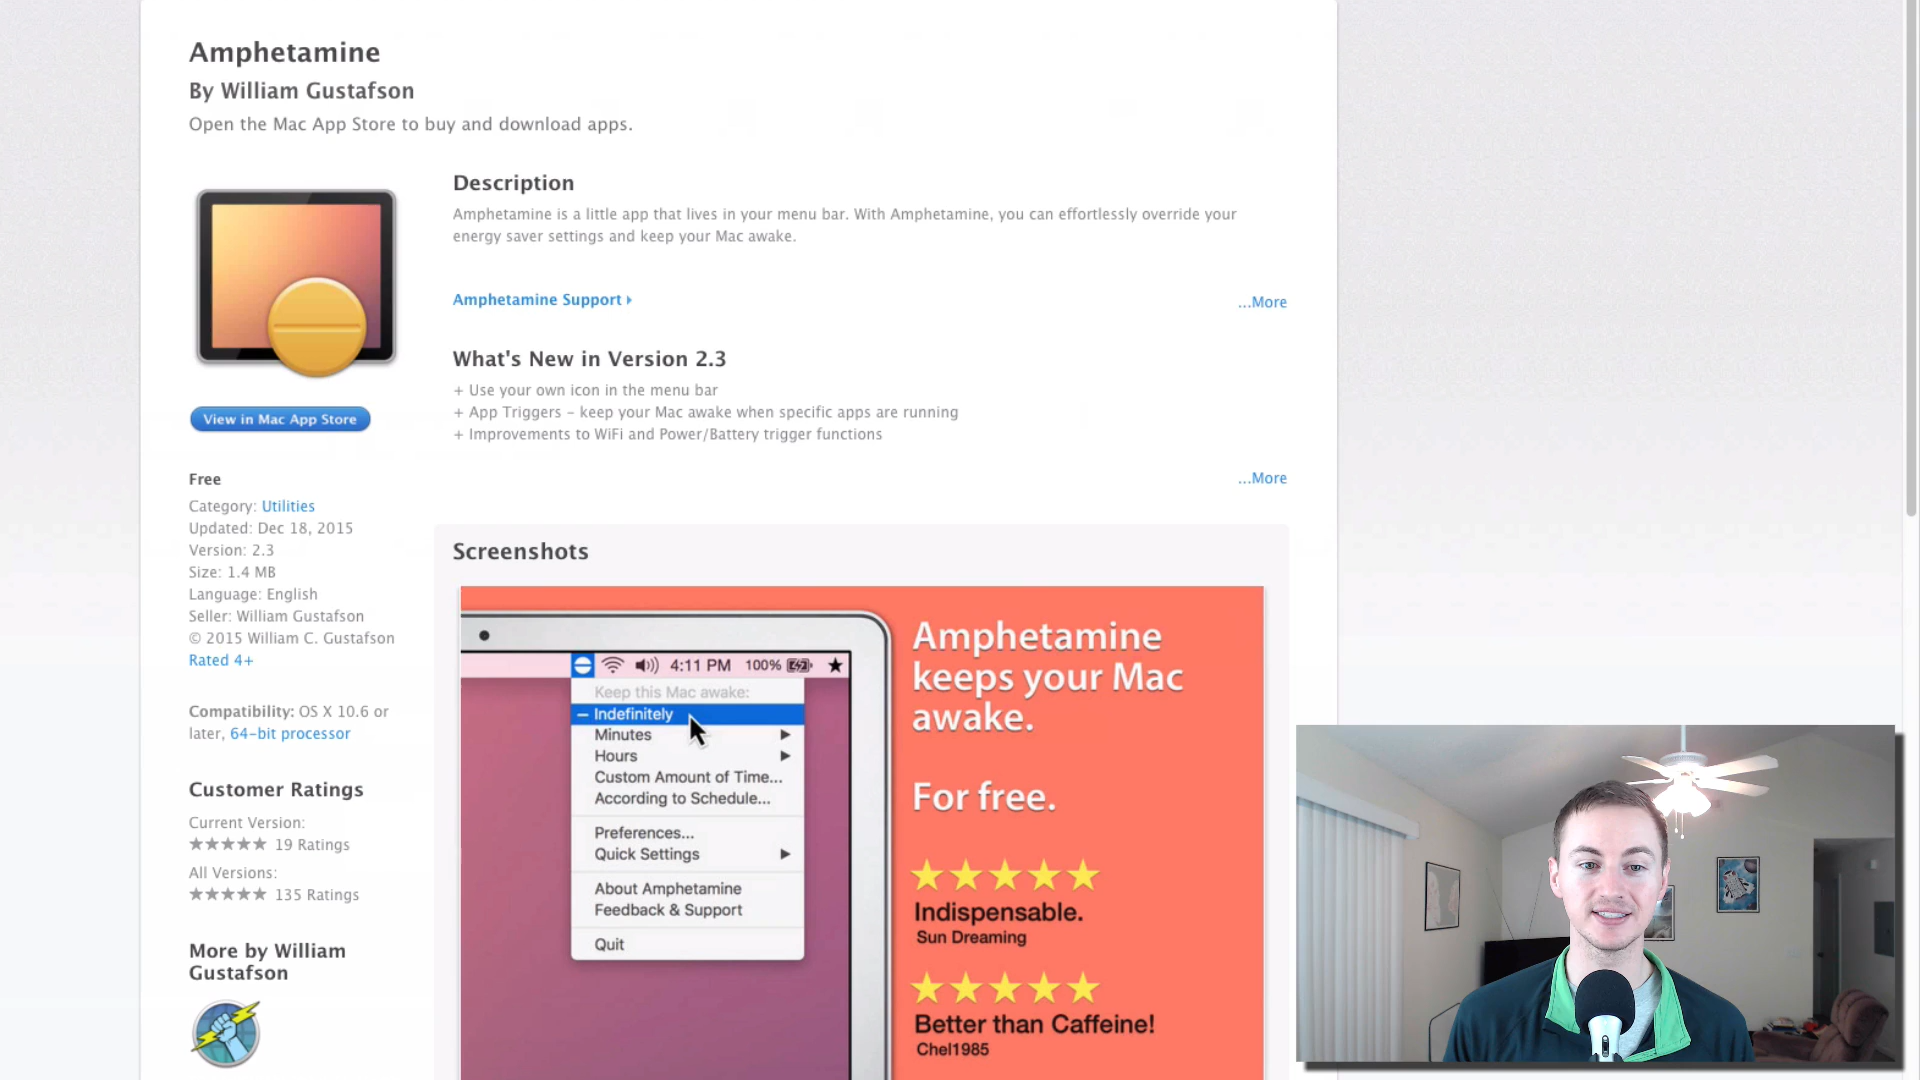 Amphetamine
By William Gustafson
Open the Mac App Store to buy and download apps.
Description
Amphetamine is a little app that lives in your menu bar. With Amphetamine, you can effortlessly override your
energy saver settings and keep your Mac awake.
Amphetamine Support
...More
What's New in Version 2.3
+ Use your own icon in the menu bar
+ App Triggers – keep your Mac awake when specific apps are running
+ Improvements to WiFi and Power/Battery trigger functions
...More
View in Mac App Store
Free
Category: Utilities
Updated: Dec 18, 2015
Version: 2.3
Size: 1.4 MB
Language: English
Seller: William Gustafson
© 2015 William C. Gustafson
Rated 4+
Compatibility: OS X 10.6 or
later, 64-bit processor
Customer Ratings
Current Version:
★★★★★ 19 Ratings
All Versions:
★★★★★ 135 Ratings
More by William
Gustafson
Screenshots
4:11 PM 100%
Keep this Mac awake:
– Indefinitely
Minutes
Hours
Custom Amount of Time...
According to Schedule...
Preferences...
Quick Settings
About Amphetamine
Feedback & Support
Quit
Amphetamine
keeps your Mac
awake.
For free.
Indispensable.
Sun Dreaming
Better than Caffeine!
Chel1985